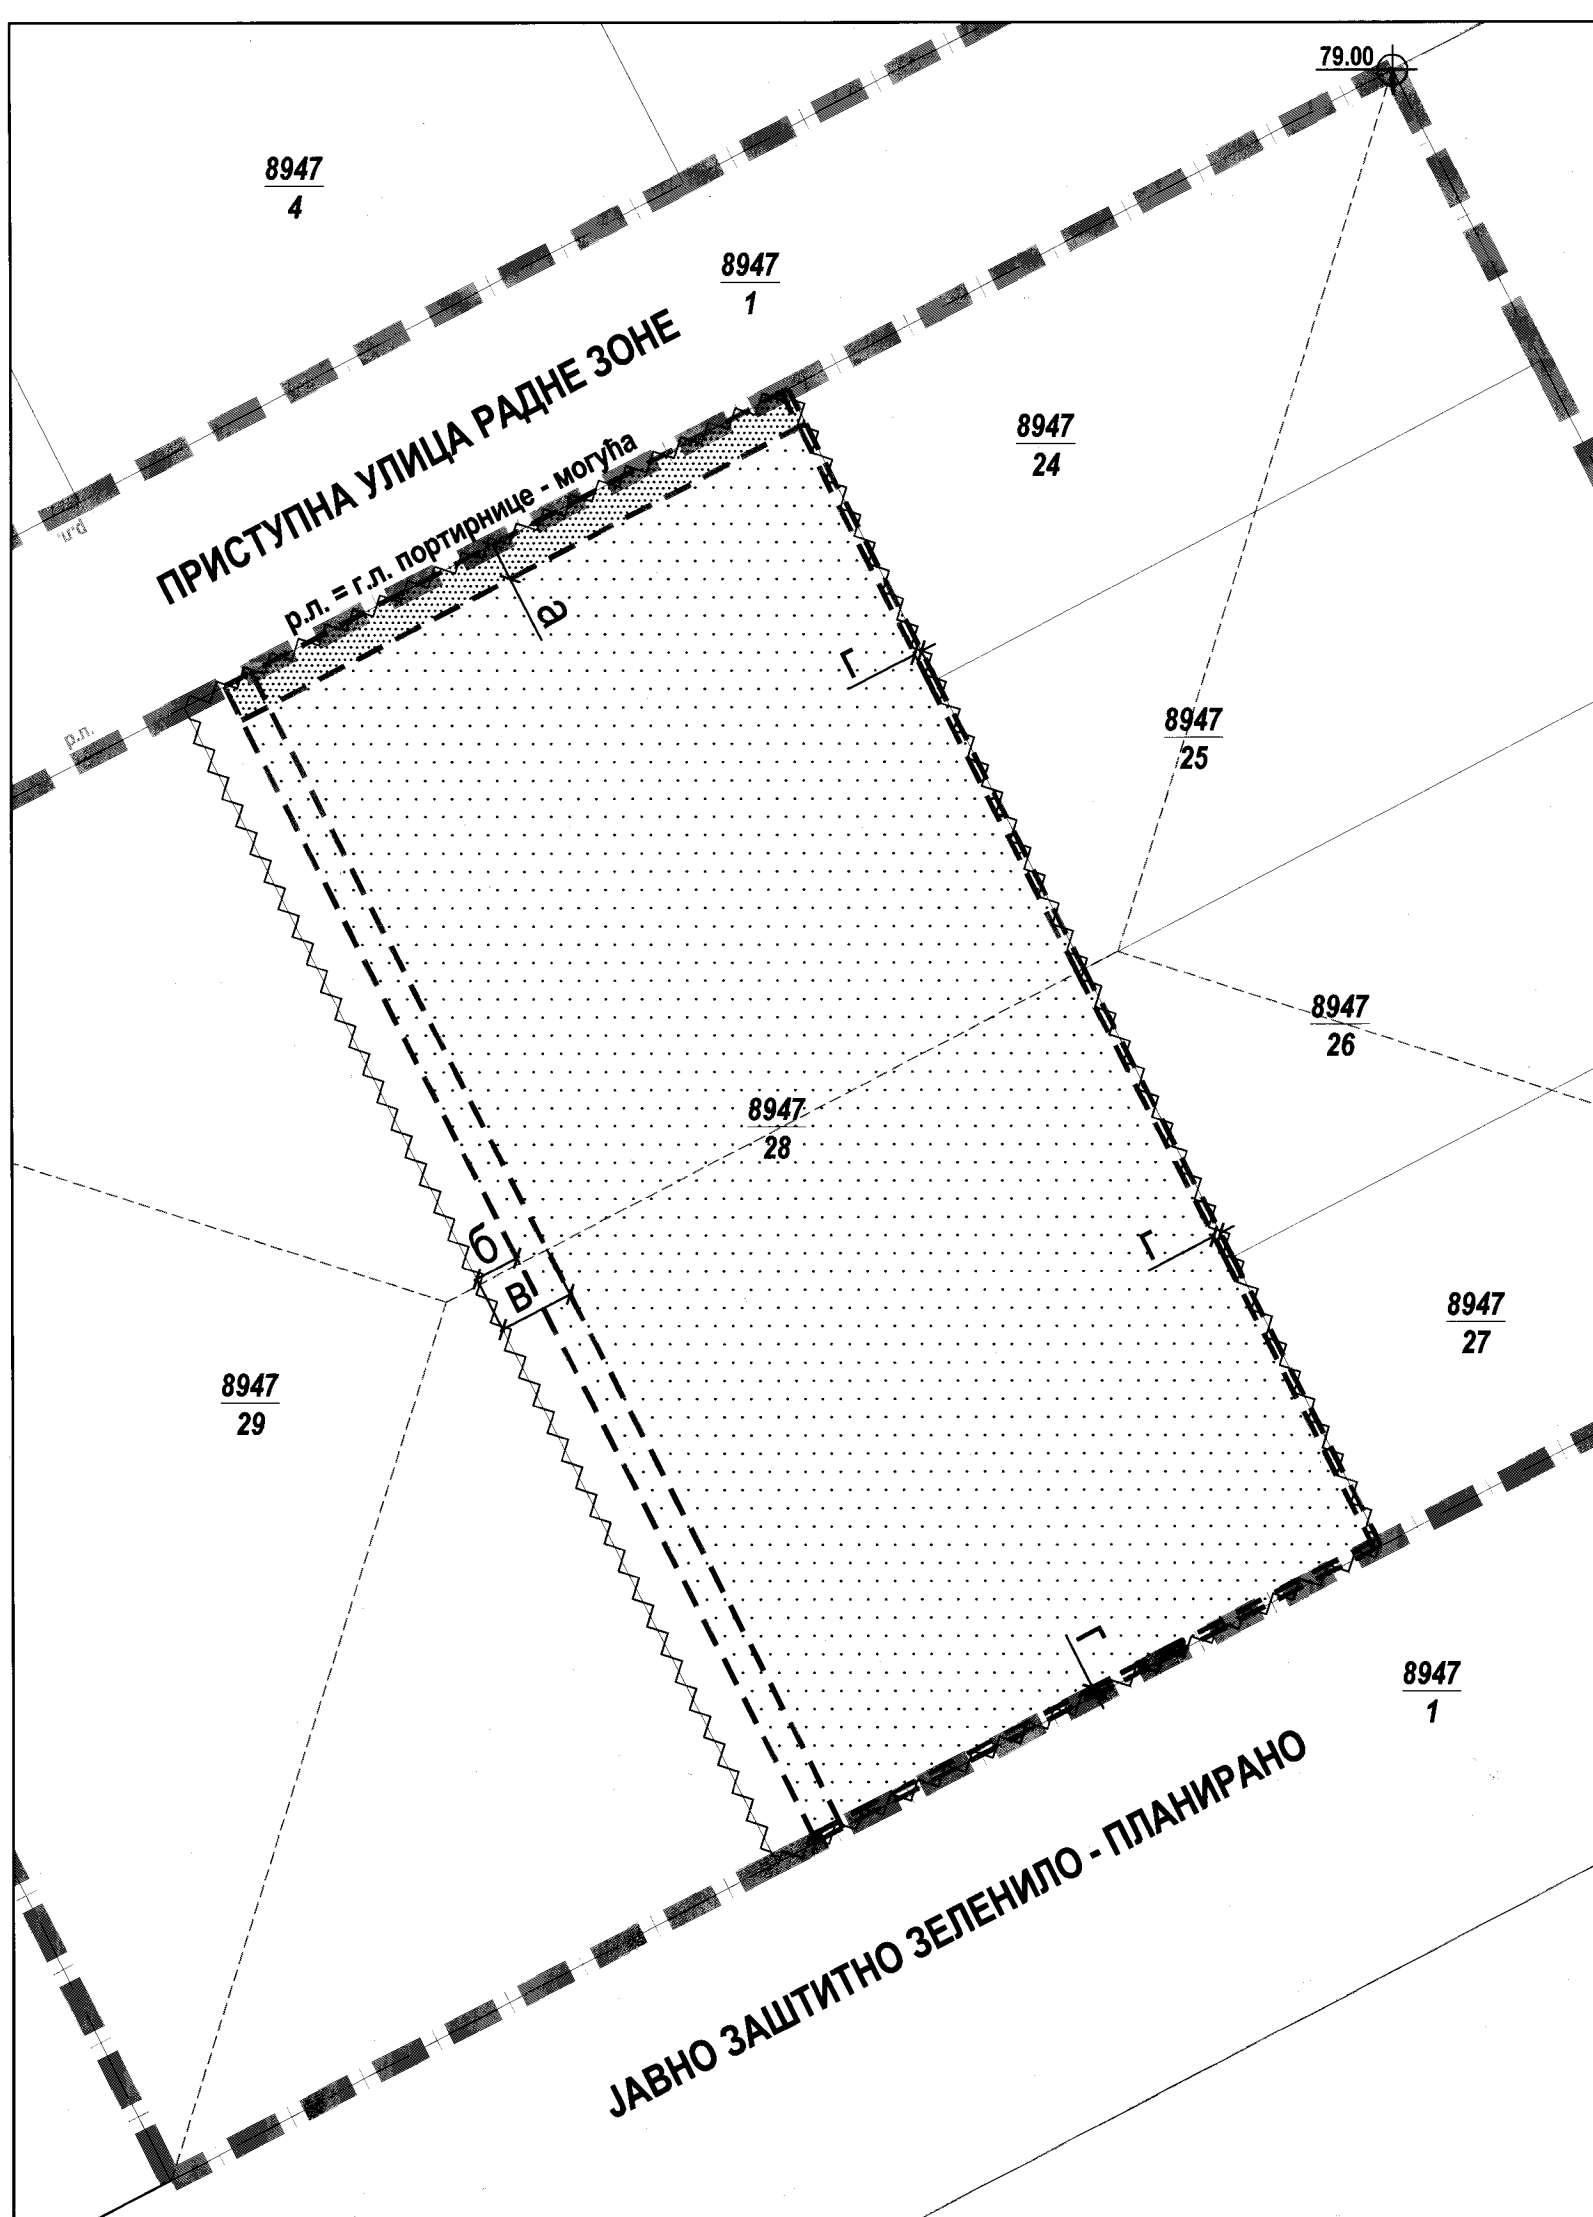 79.00
8947
4
8947
1
ПРИСТУПНА УЛИЦА РАДНЕ ЗОНЕ
8947
24
р.л. = г.л. портирнице - могућа
р.л.
а
Г
р.л.
8947
25
8947
26
8947
28
б
В
Г
8947
27
8947
29
Г
8947
1
ЈАВНО ЗАШТИТНО ЗЕЛЕНИЛО - ПЛАНИРАНО